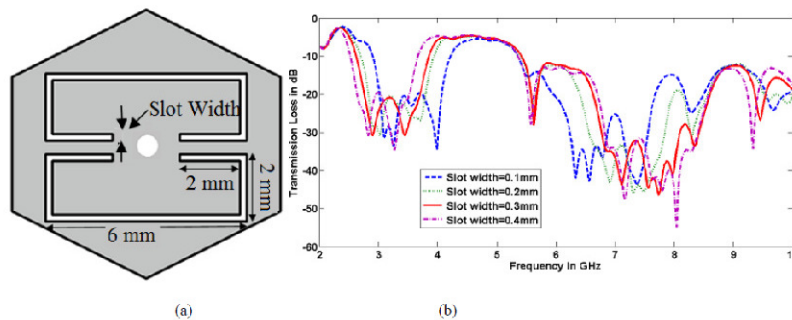 Slot Width
2 mm
2 mm
6 mm
(a)
Transmission Loss in dB
0
-10
-20
-30
-40
-50
-60
Slot width=0.1mm
Slot width=0.2mm
Slot width=0.3mm
Slot width=0.4mm
2 3 4 5 6 7 8 9
Frequency in GHz
(b)